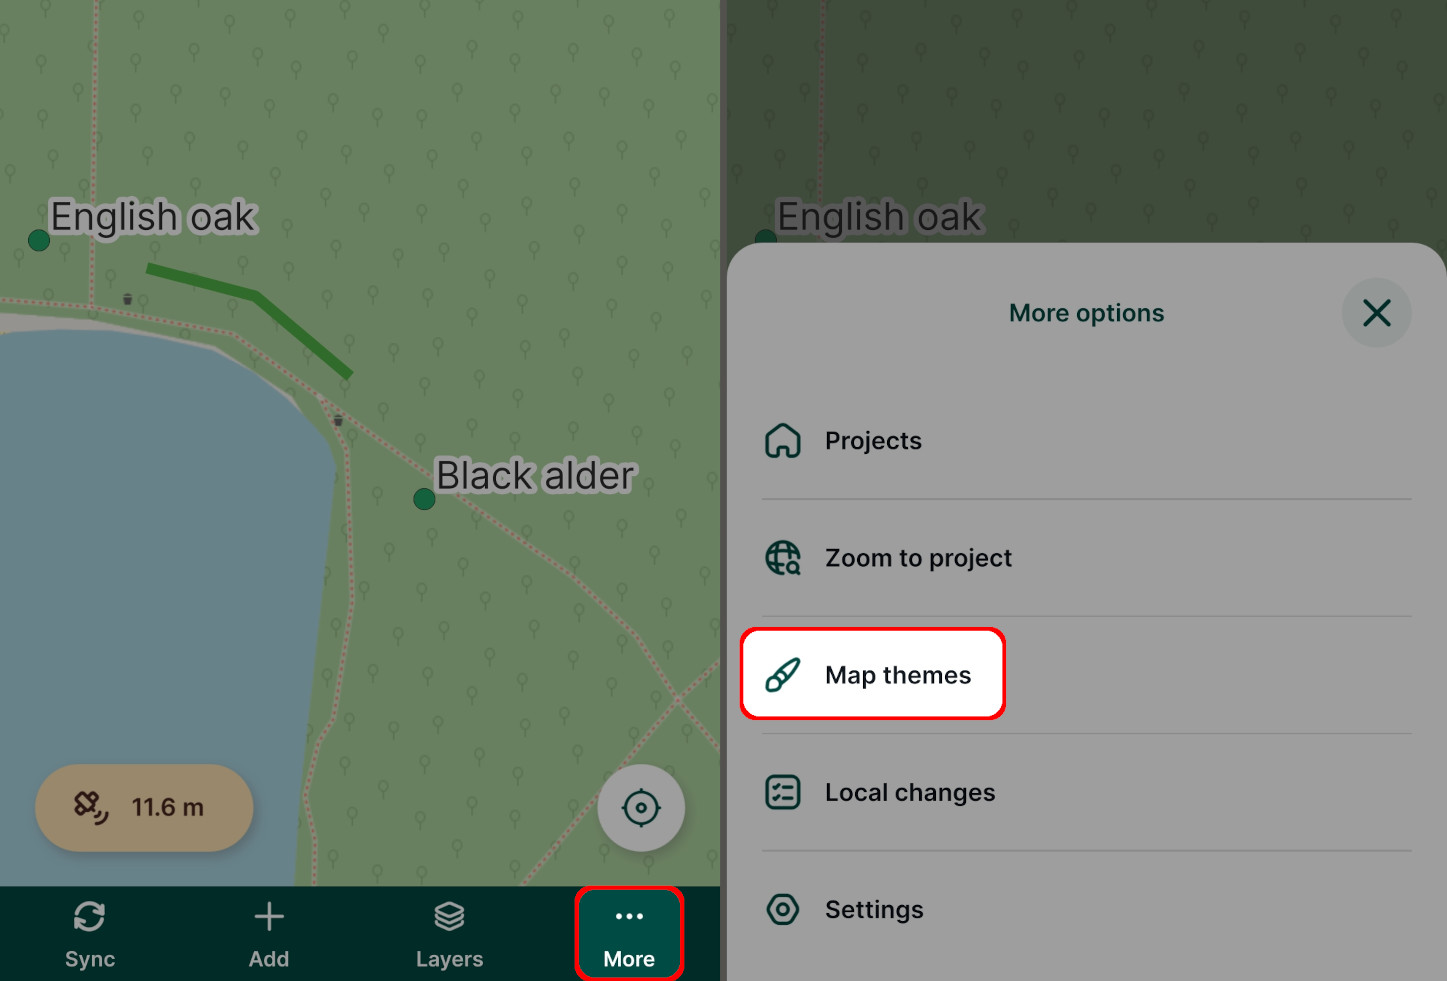 English oak
Black alder
11.6 m
Sync
Add
Layers
More
English oak
More options
Projects
Zoom to project
Map themes
Local changes
Settings